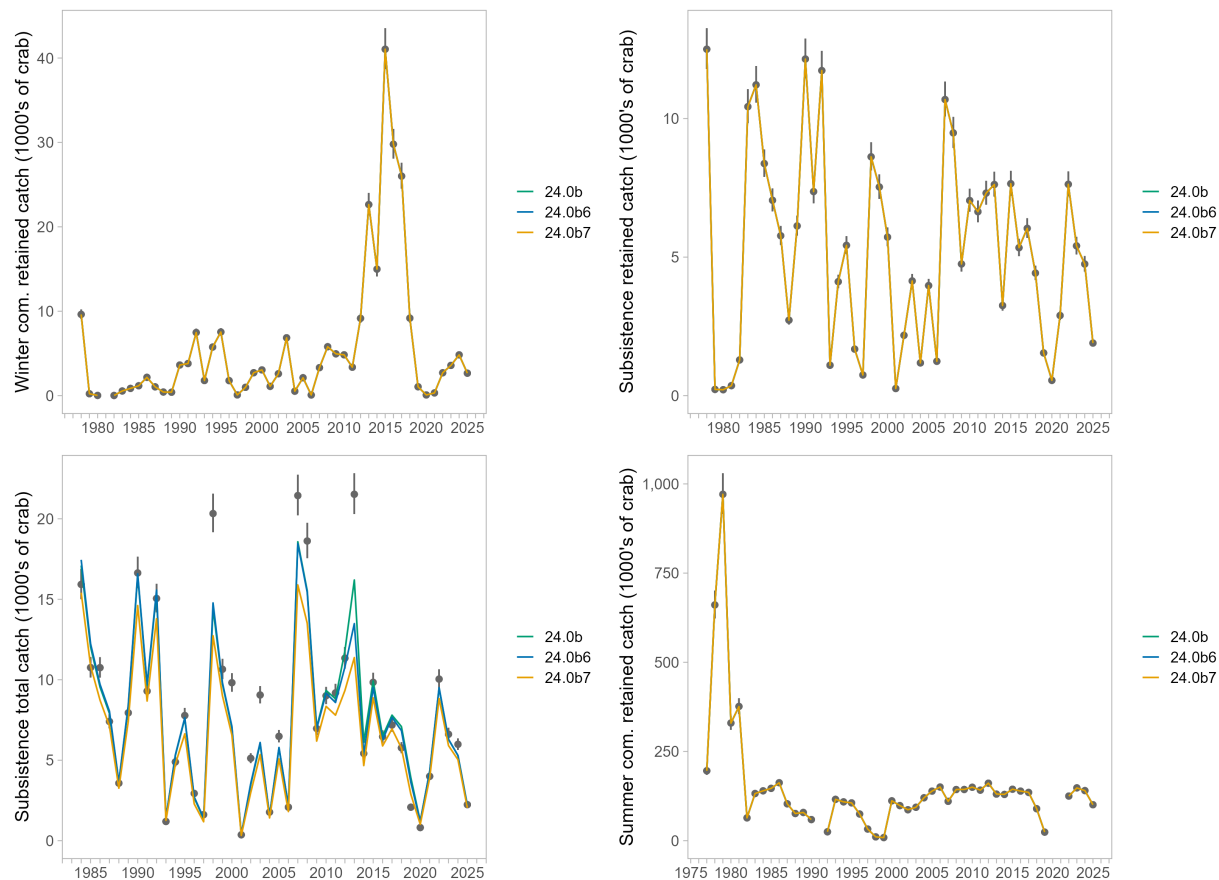 Winter com. retained catch (1000's of crab)
40
30
20
10
0
1980 1985 1990 1995 2000 2005 2010 2015 2020 2025
24.0b
24.0b6
24.0b7
Subsistence retained catch (1000's of crab)
10
5
0
1980 1985 1990 1995 2000 2005 2010 2015 2020 2025
24.0b
24.0b6
24.0b7
Subsistence total catch (1000's of crab)
20
15
10
5
0
1985 1990 1995 2000 2005 2010 2015 2020 2025
24.0b
24.0b6
24.0b7
Summer com. retained catch (1000's of crab)
1,000
750
500
250
0
1975 1980 1985 1990 1995 2000 2005 2010 2015 2020 2025
24.0b
24.0b6
24.0b7